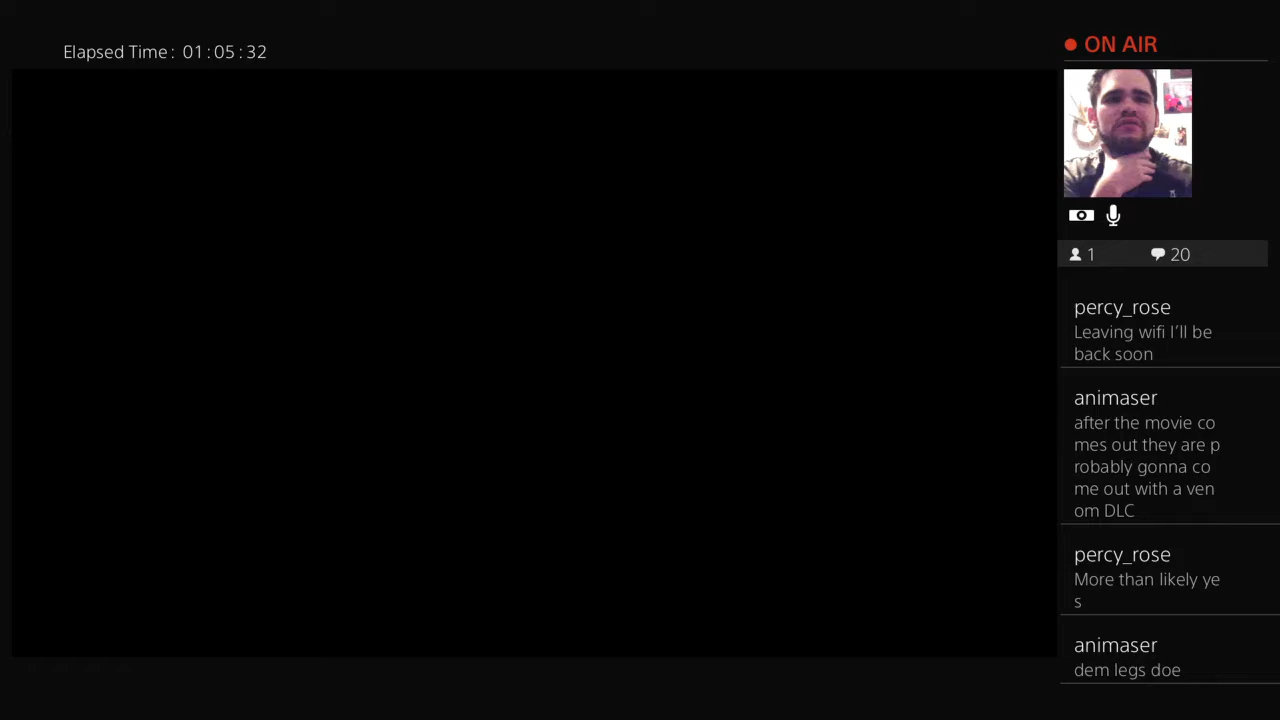 Elapsed Time: 01:05:32
ON AIR
1 20
percy_rose
Leaving wifi I'll be
back soon
animaser
after the movie co
mes out they are p
robably gonna co
me out with a ven
om DLC
percy_rose
More than likely ye
s
animaser
dem legs doe